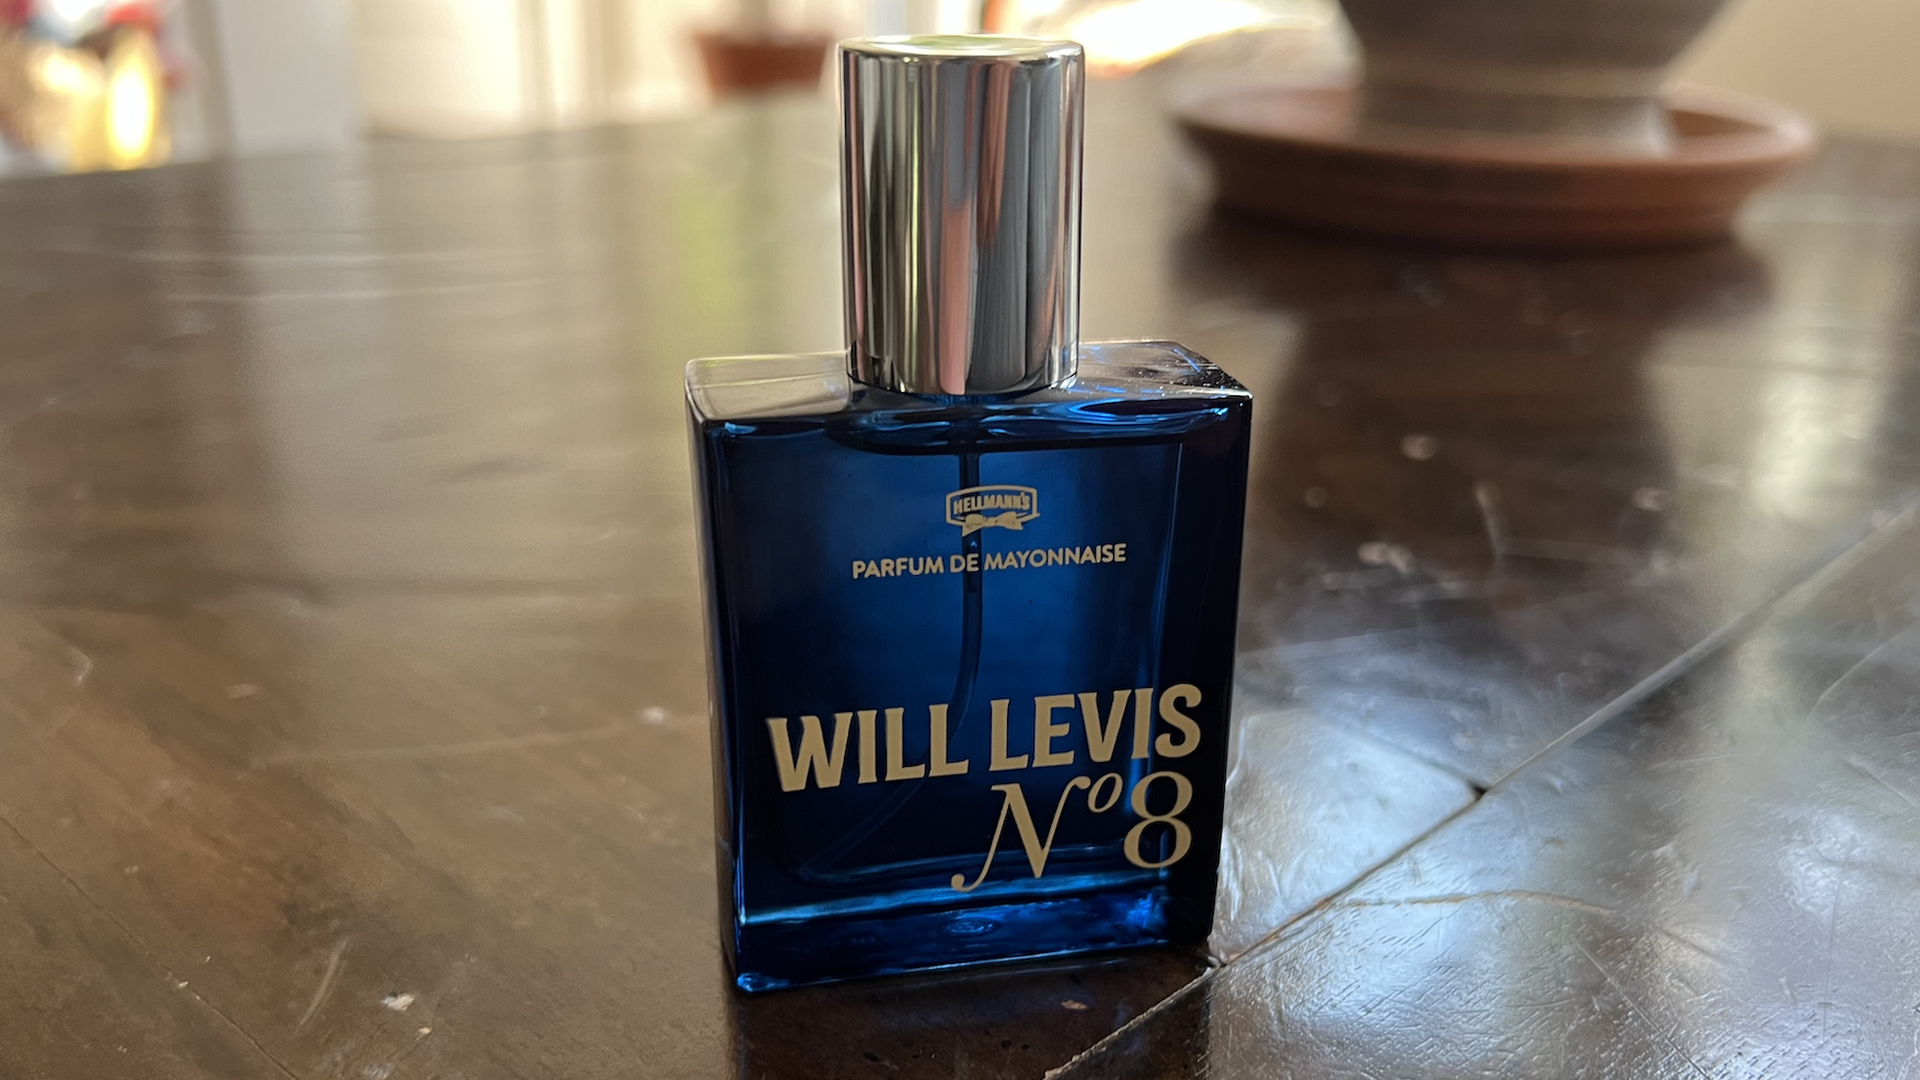 HELLMANN'S
PARFUM DE MAYONNAISE
WILL LEVIS
Nº8